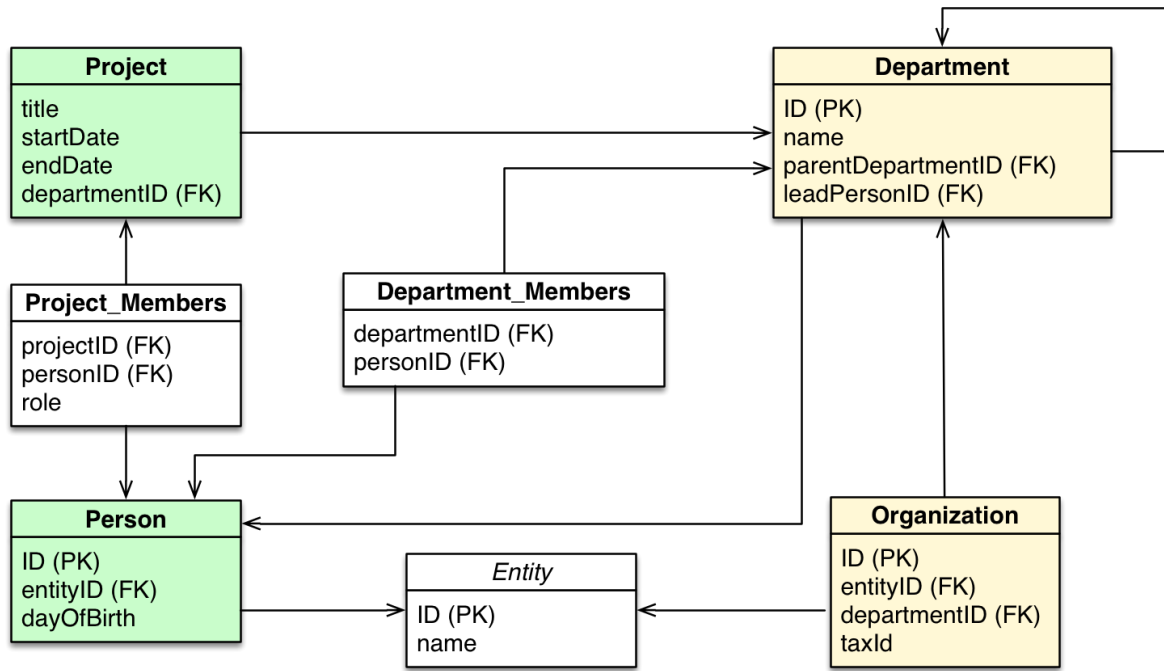 Project
title
startDate
endDate
departmentID (FK)
Department
ID (PK)
name
parentDepartmentID (FK)
leadPersonID (FK)
Project_Members
projectID (FK)
personID (FK)
role
Department_Members
departmentID (FK)
personID (FK)
Person
ID (PK)
entityID (FK)
dayOfBirth
Entity
ID (PK)
name
Organization
ID (PK)
entityID (FK)
departmentID (FK)
taxId